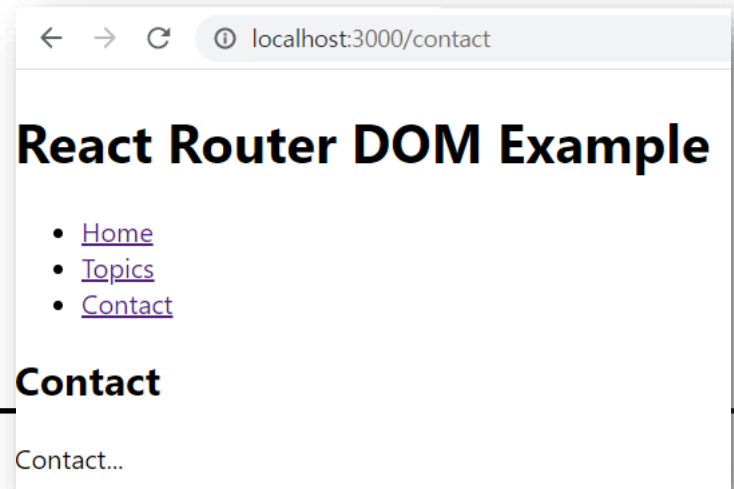 localhost:3000/contact
React Router DOM Example
Home
Topics
Contact
Contact
Contact...